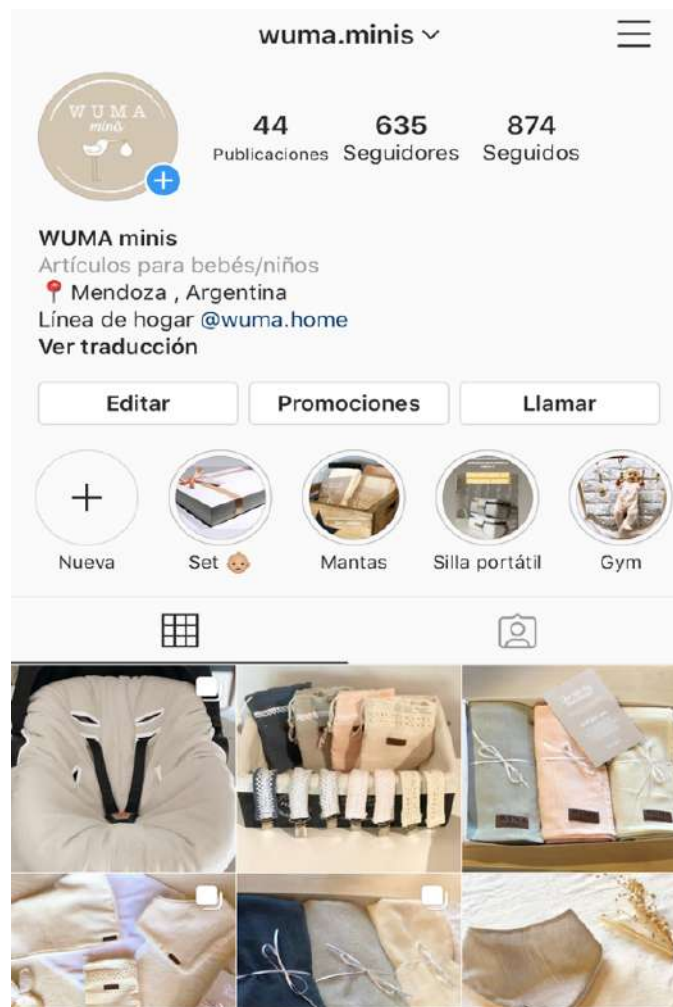 wuma.minis
WUMA
minis
44 635 874
Publicaciones Seguidores Seguidos
WUMA minis
Artículos para bebés/niños
Mendoza , Argentina
Línea de hogar @wuma.home
Ver traducción
Editar Promociones Llamar
Nueva Set Mantas Silla portátil Gym